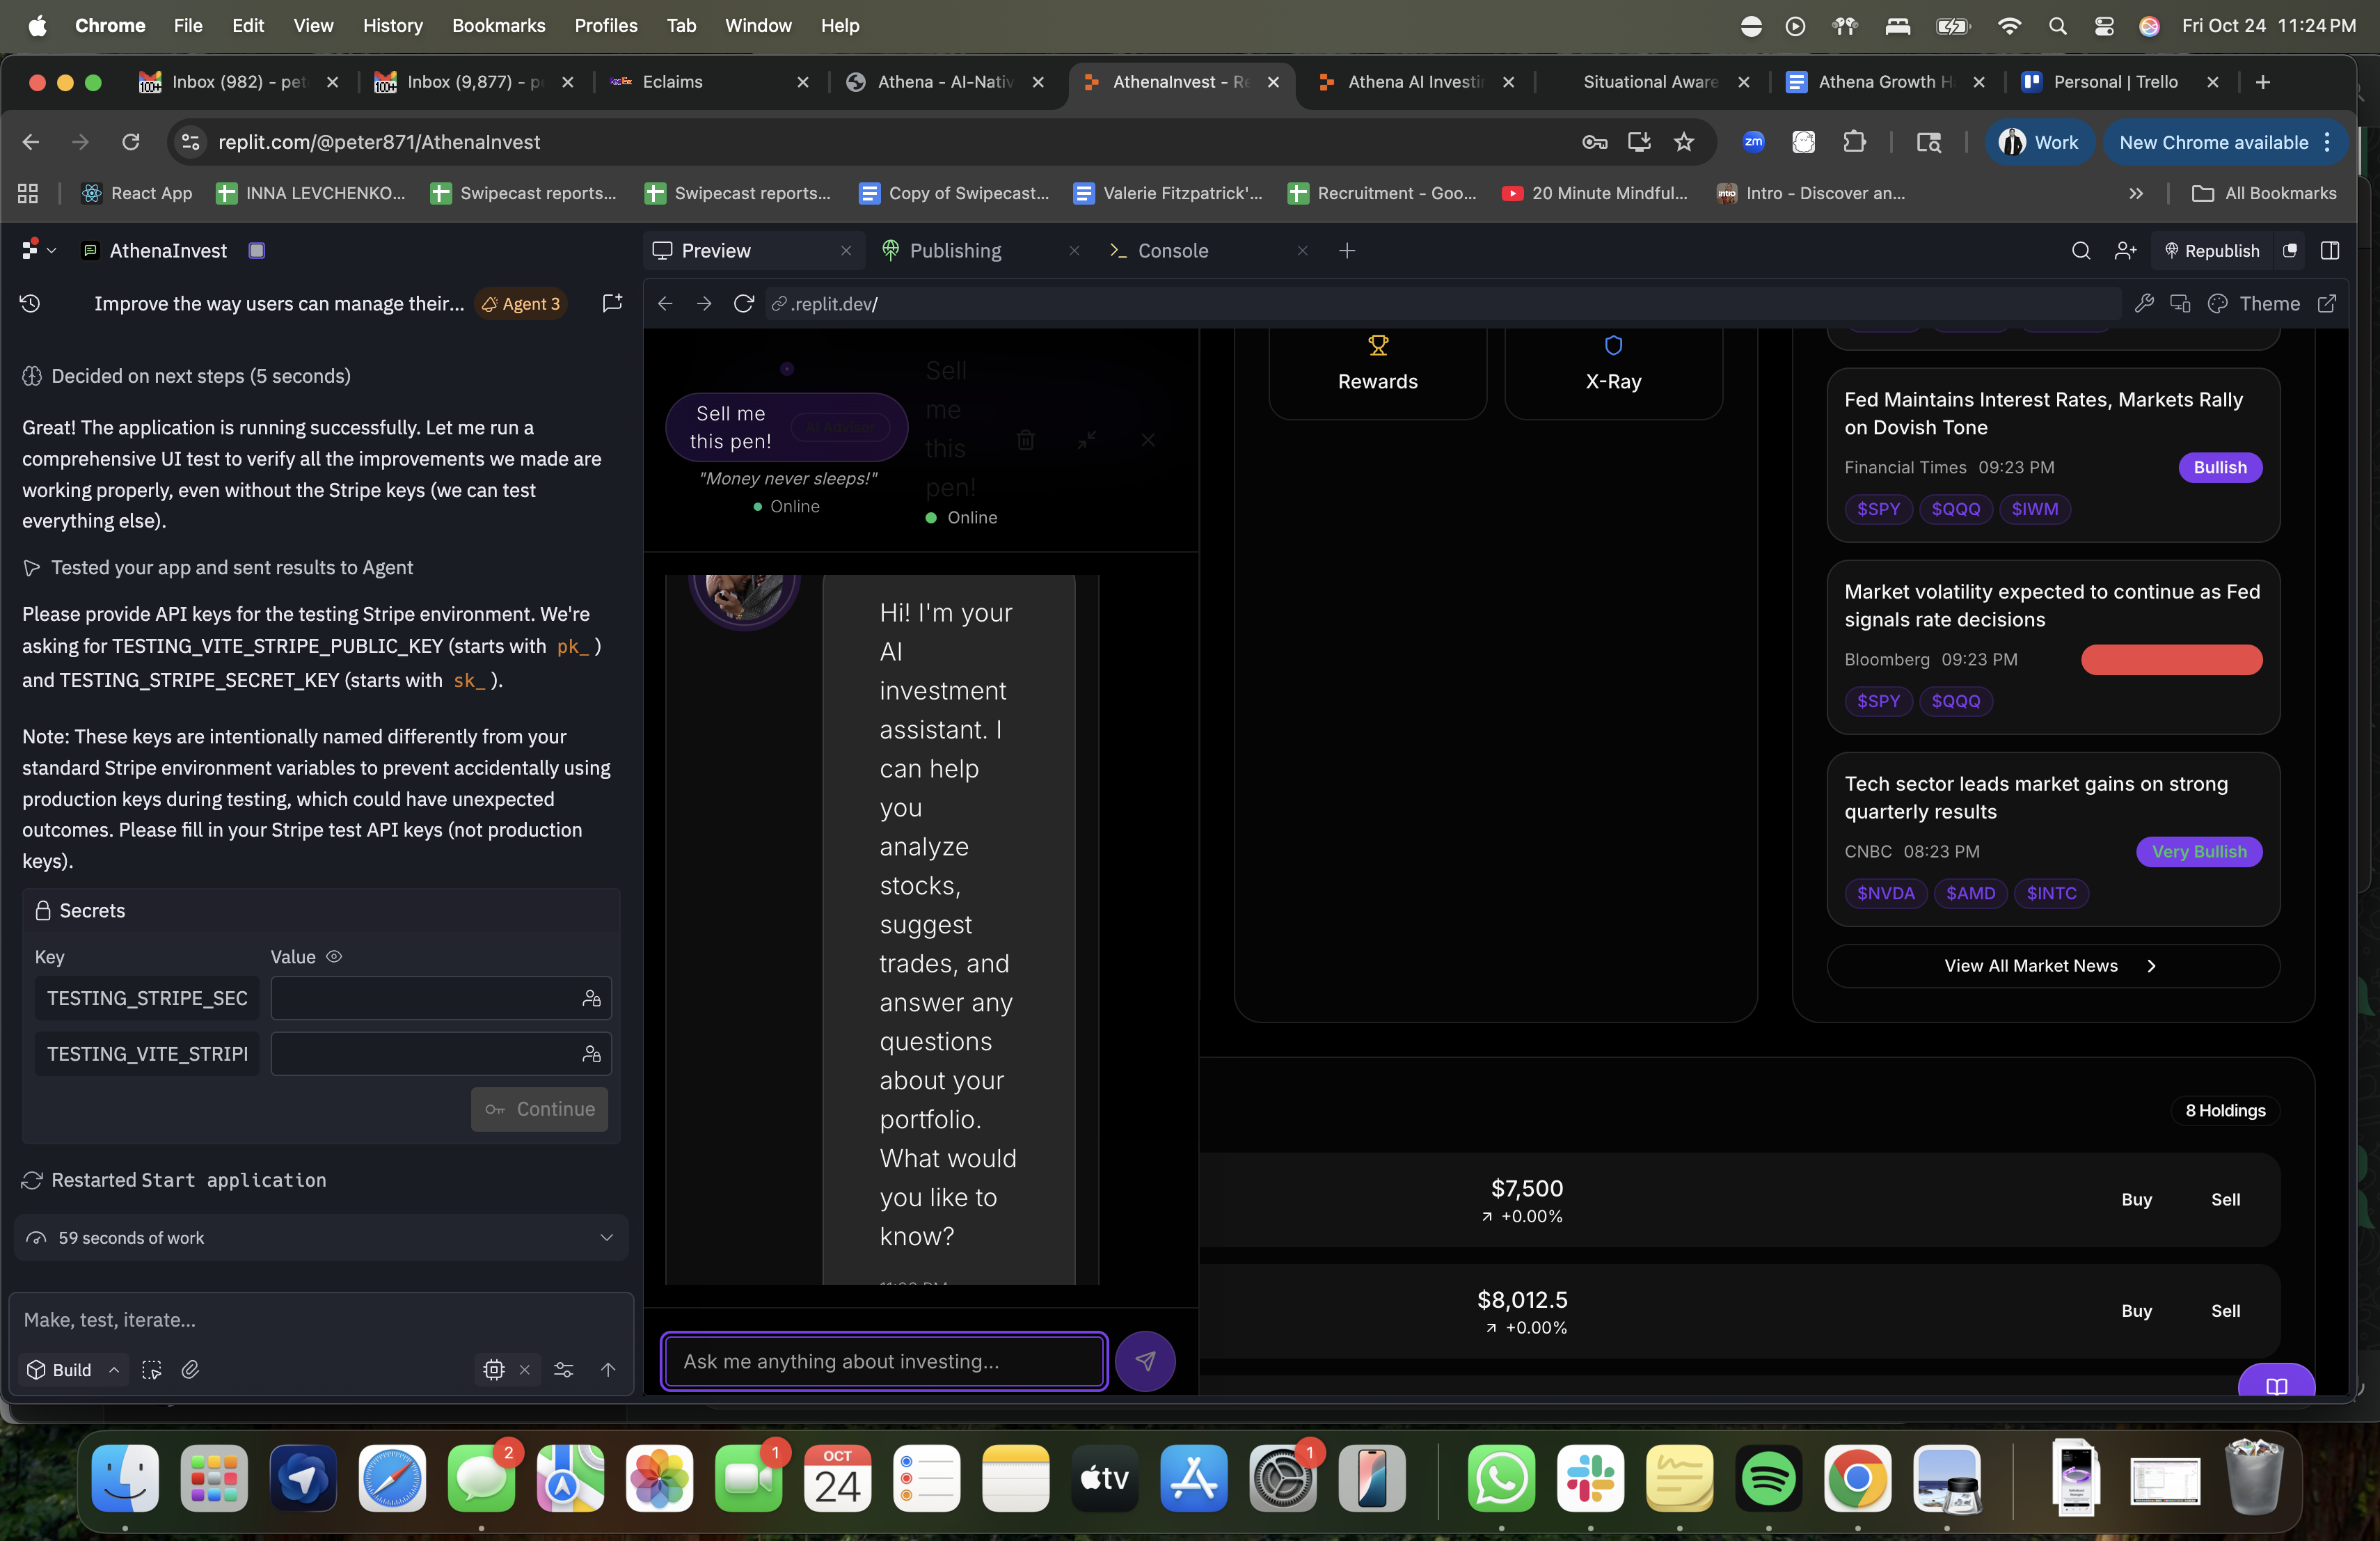 Chrome File Edit View History Bookmarks Profiles Tab Window Help
Fri Oct 24 11:24 PM
Inbox (982) - pet
Inbox (9,877) - p
Eclaims
Athena - AI-Nativ
AthenaInvest - Re
Athena AI Investi
Situational Aware
Athena Growth H
Personal | Trello
replit.com/@peter871/AthenaInvest
zm
Work
New Chrome available
React App
INNA LEVCHENKO...
Swipecast reports...
Swipecast reports...
Copy of Swipecast...
Valerie Fitzpatrick'...
Recruitment - Goo...
20 Minute Mindful...
Intro - Discover an...
All Bookmarks
AthenaInvest
Preview
Publishing
Console
Republish
Improve the way users can manage their...
Agent 3
.replit.dev/
Theme
Decided on next steps (5 seconds)
Great! The application is running successfully. Let me run a
comprehensive UI test to verify all the improvements we made are
working properly, even without the Stripe keys (we can test
everything else).
Tested your app and sent results to Agent
Please provide API keys for the testing Stripe environment. We're
asking for TESTING_VITE_STRIPE_PUBLIC_KEY (starts with pk_ )
and TESTING_STRIPE_SECRET_KEY (starts with sk_ ).
Note: These keys are intentionally named differently from your
standard Stripe environment variables to prevent accidentally using
production keys during testing, which could have unexpected
outcomes. Please fill in your Stripe test API keys (not production
keys).
Secrets
Key
Value
TESTING_STRIPE_SEC
TESTING_VITE_STRIPI
Continue
Restarted Start application
59 seconds of work
Make, test, iterate...
Build
Sell me
this pen!
AI Advisor
"Money never sleeps!"
Online
Sell
me
this
pen!
Online
Hi! I'm your
AI
investment
assistant. I
can help
you
analyze
stocks,
suggest
trades, and
answer any
questions
about your
portfolio.
What would
you like to
know?
Ask me anything about investing...
Rewards
X-Ray
Fed Maintains Interest Rates, Markets Rally
on Dovish Tone
Financial Times 09:23 PM
Bullish
$SPY $QQQ $IWM
Market volatility expected to continue as Fed
signals rate decisions
Bloomberg 09:23 PM
$SPY $QQQ
Tech sector leads market gains on strong
quarterly results
CNBC 08:23 PM
Very Bullish
$NVDA $AMD $INTC
View All Market News
8 Holdings
$7,500
+0.00%
Buy
Sell
$8,012.5
+0.00%
Buy
Sell
2
1
OCT
24
tv
1